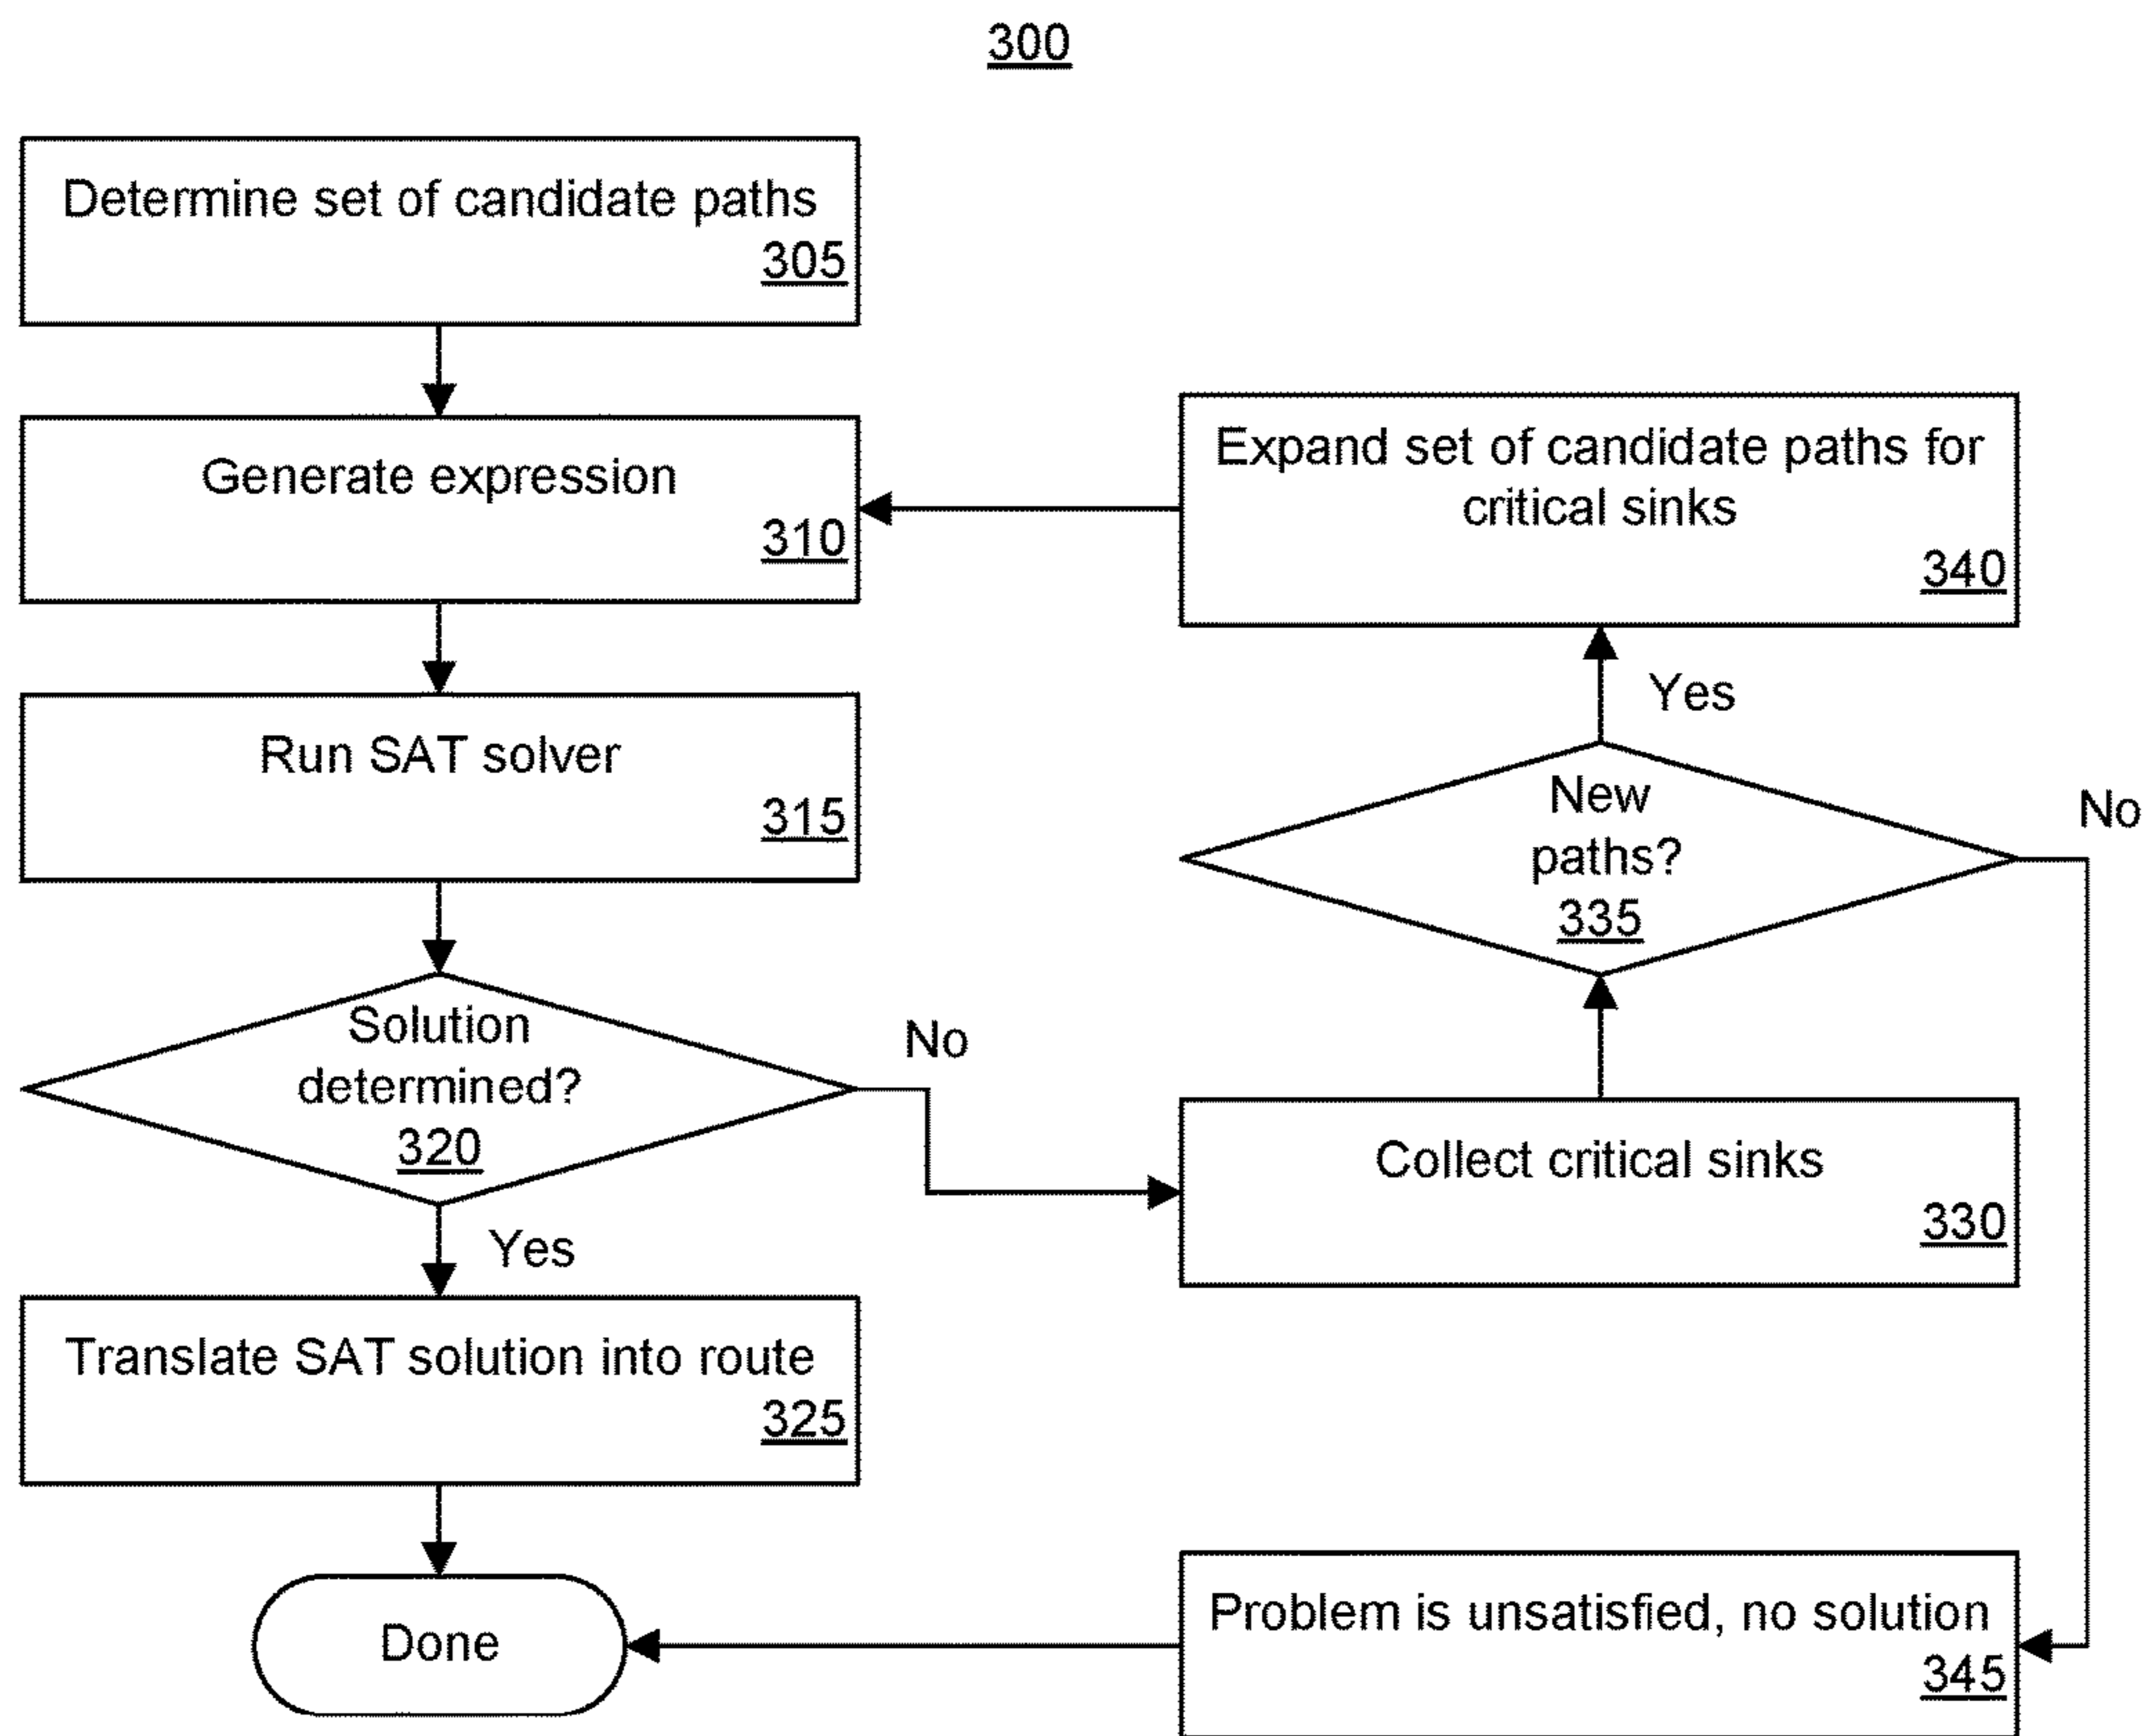 300
Determine set of candidate paths
305
Generate expression
310
Run SAT solver
315
Solution
determined?
320
No
Yes
Translate SAT solution into route
325
Done
Expand set of candidate paths for
critical sinks
340
Yes
New
paths?
335
No
Collect critical sinks
330
Problem is unsatisfied, no solution
345